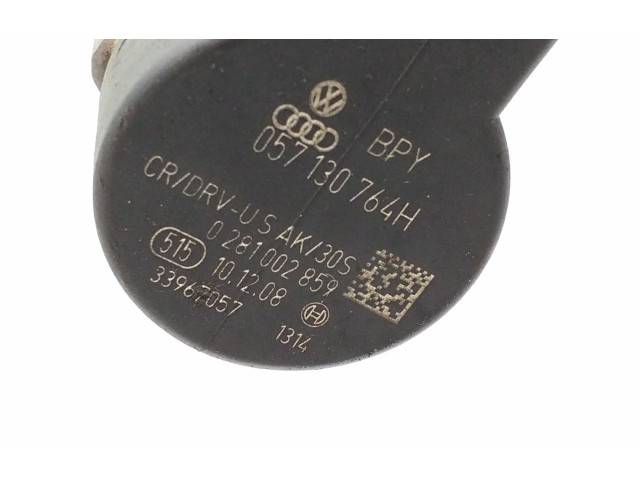 BPY
057 130 764H
CR/DRV-U S AK/30S
0 281 002 859
515 10.12.08
33967057
H
1314